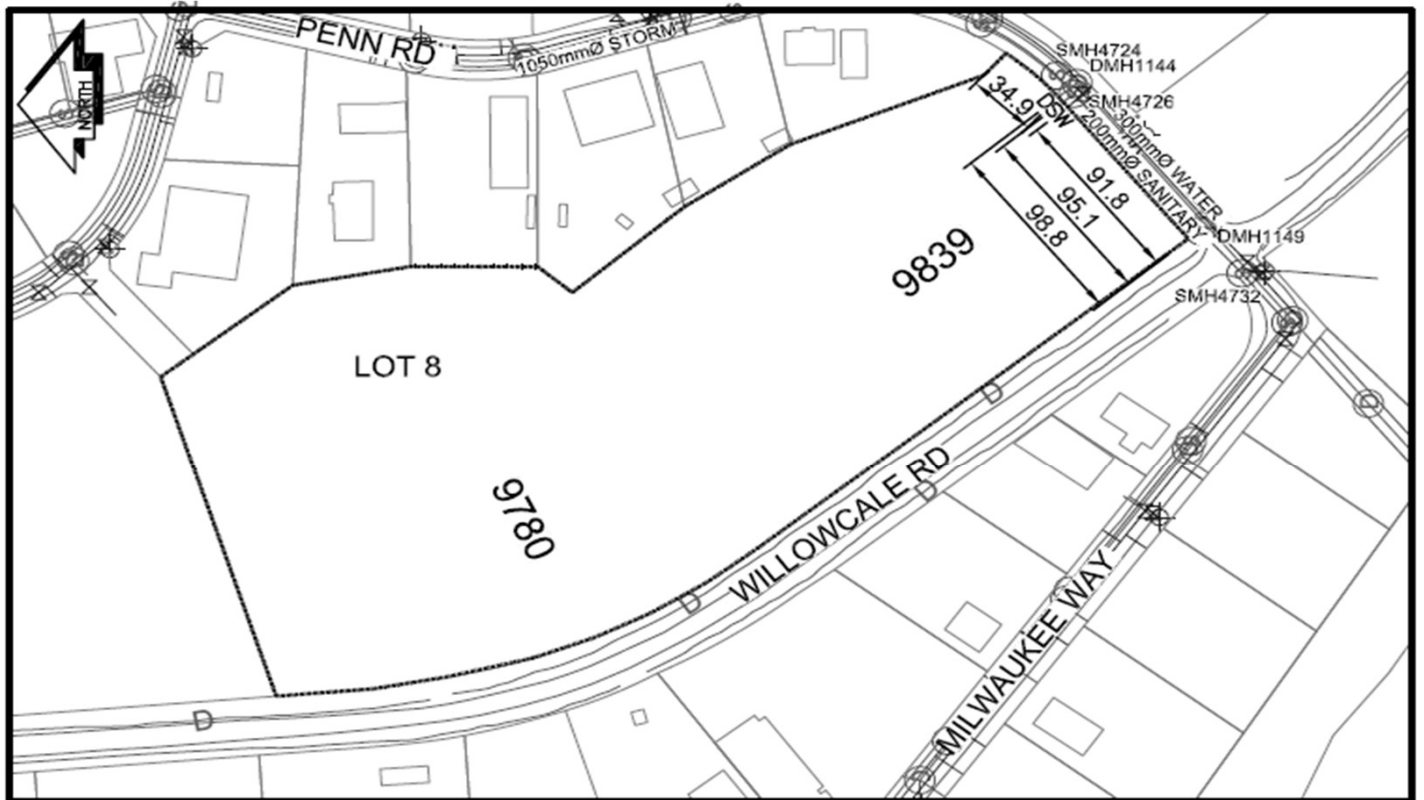 PENN RD
1050mmØ STORM
NORTH
SMH4724
DMH1144
SMH4726
34.9
DSW
300mmØ WATER
200mmØ SANITARY
91.8
95.1
98.8
DMH1149
SMH4732
9839
LOT 8
D
9780
WILLOWCALE RD
D
D
MILWAUKEE WAY
D